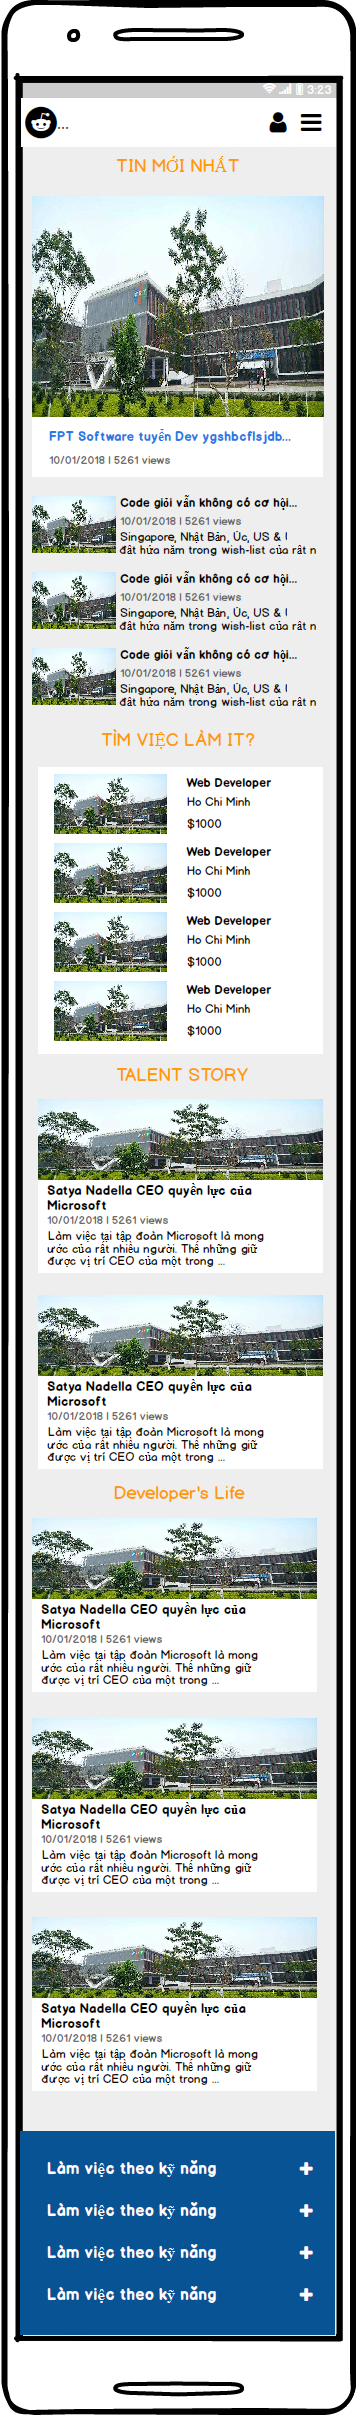 3:23
...
TIN MỚI NHẤT
FPT Software tuyển Dev ygshbcflsjdb...
10/01/2018 | 5261 views
Code giỏi vẫn không có cơ hội...
10/01/2018 | 5261 views
Singapore, Nhật Bản, Úc, US &
đất hứa nằm trong wish-list của rất n
Code giỏi vẫn không có cơ hội...
10/01/2018 | 5261 views
Singapore, Nhật Bản, Úc, US &
đất hứa nằm trong wish-list của rất n
Code giỏi vẫn không có cơ hội...
10/01/2018 | 5261 views
Singapore, Nhật Bản, Úc, US &
đất hứa nằm trong wish-list của rất n
TÌM VIỆC LÀM IT?
Web Developer
Ho Chi Minh
$1000
Web Developer
Ho Chi Minh
$1000
Web Developer
Ho Chi Minh
$1000
Web Developer
Ho Chi Minh
$1000
TALENT STORY
Satya Nadella CEO quyền lực của
Microsoft
10/01/2018 | 5261 views
Làm việc tại tập đoàn Microsoft là mong
ước của rất nhiều người. Thế nhưng giữ
được vị trí CEO của một trong ...
Satya Nadella CEO quyền lực của
Microsoft
10/01/2018 | 5261 views
Làm việc tại tập đoàn Microsoft là mong
ước của rất nhiều người. Thế nhưng giữ
được vị trí CEO của một trong ...
Developer's Life
Satya Nadella CEO quyền lực của
Microsoft
10/01/2018 | 5261 views
Làm việc tại tập đoàn Microsoft là mong
ước của rất nhiều người. Thế nhưng giữ
được vị trí CEO của một trong ...
Satya Nadella CEO quyền lực của
Microsoft
10/01/2018 | 5261 views
Làm việc tại tập đoàn Microsoft là mong
ước của rất nhiều người. Thế nhưng giữ
được vị trí CEO của một trong ...
Satya Nadella CEO quyền lực của
Microsoft
10/01/2018 | 5261 views
Làm việc tại tập đoàn Microsoft là mong
ước của rất nhiều người. Thế nhưng giữ
được vị trí CEO của một trong ...
Làm việc theo kỹ năng
Làm việc theo kỹ năng
Làm việc theo kỹ năng
Làm việc theo kỹ năng